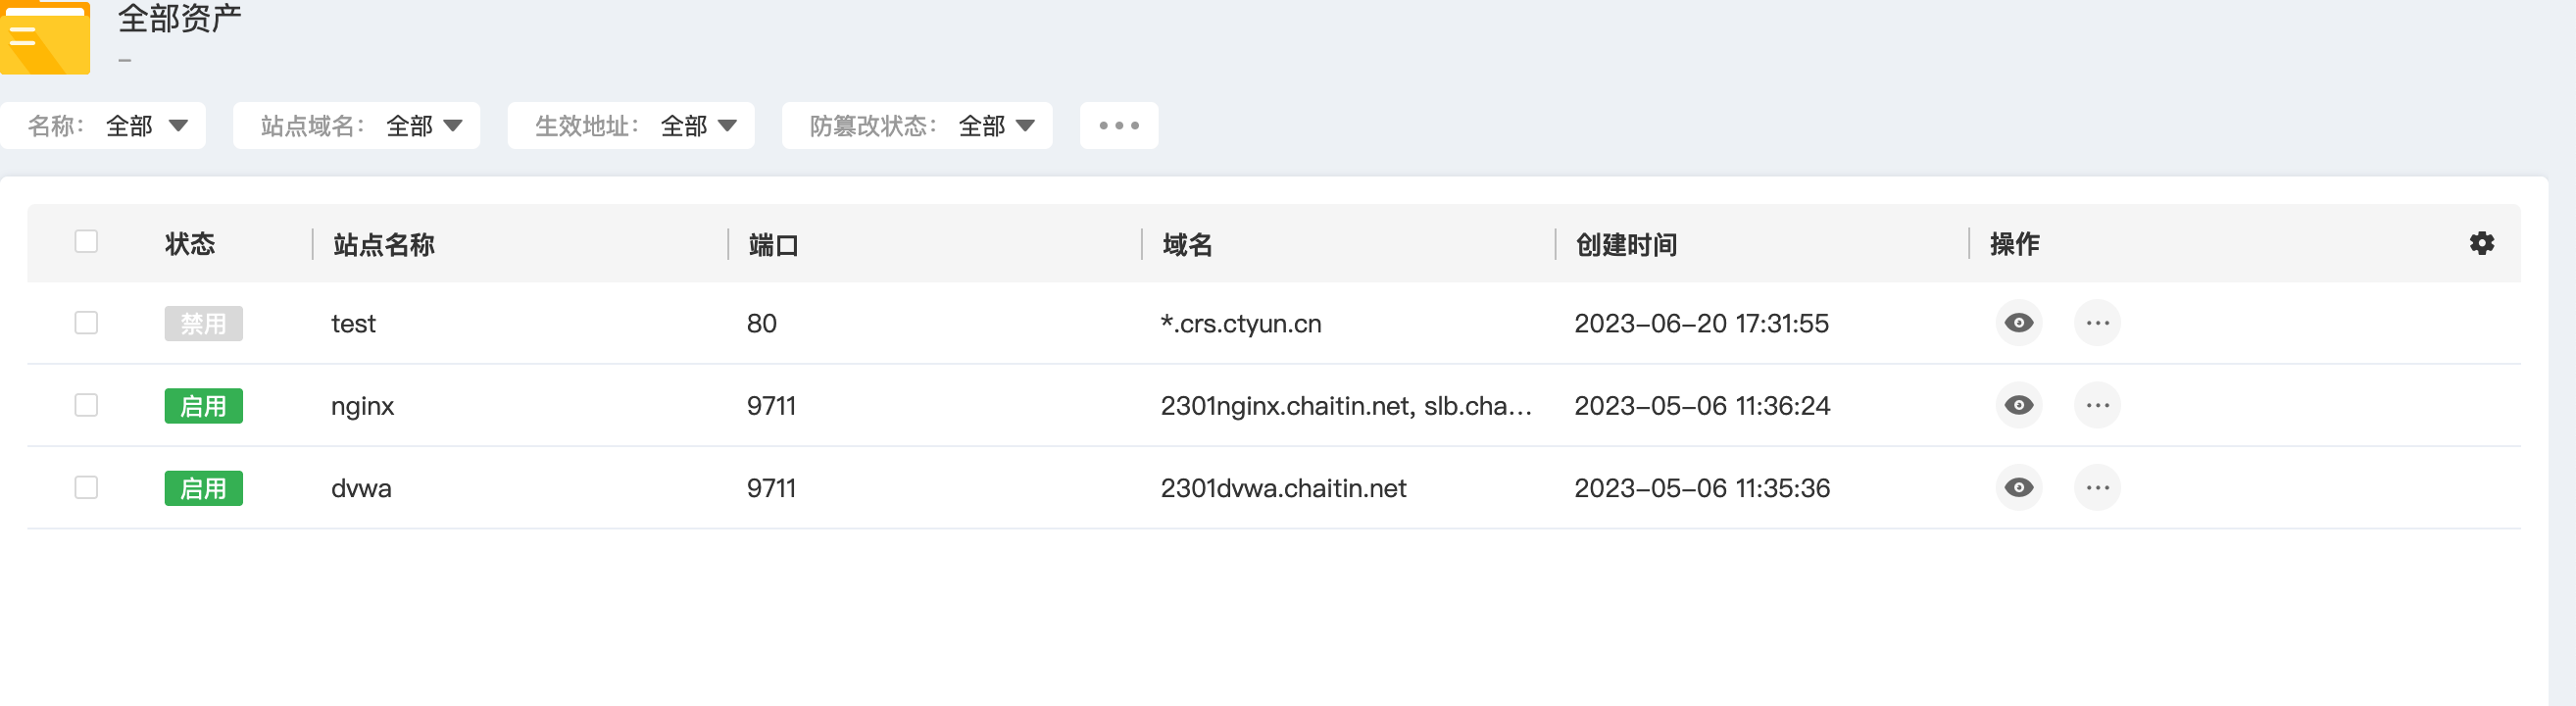 全部资产
–
名称： 全部 站点域名： 全部 生效地址： 全部 防篡改状态： 全部
状态 站点名称 端口 域名 创建时间 操作
禁用 test 80 *.crs.ctyun.cn 2023-06-20 17:31:55
启用 nginx 9711 2301nginx.chaitin.net, slb.cha... 2023-05-06 11:36:24
启用 dvwa 9711 2301dvwa.chaitin.net 2023-05-06 11:35:36